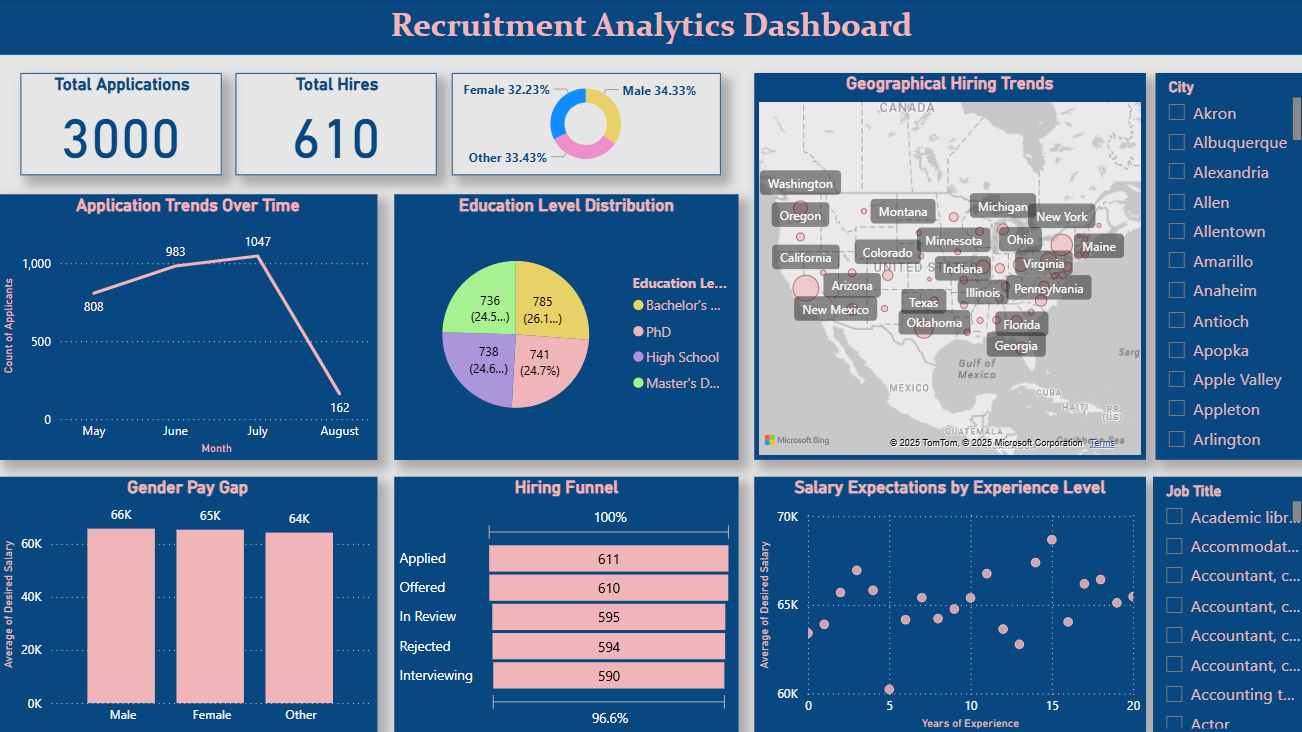 Recruitment Analytics Dashboard
Total Applications
3000
Total Hires
610
Female 32.23%
Male 34.33%
Other 33.43%
Geographical Hiring Trends
CANADA
Washington
Oregon
Montana
Michigan
New York
Minnesota
Ohio
Maine
California
Colorado
UNITED ST
Indiana
Virginia
Arizona
Illinois
Pennsylvania
New Mexico
Texas
Oklahoma
Florida
Georgia
Gulf of
Mexico
MEXICO
CUBA
HAITI
PR
(US)
GUATEMALA
Caribbean Sea
Sarg
Microsoft Bing
© 2025 TomTom, © 2025 Microsoft Corporation Terms
City
Akron
Albuquerque
Alexandria
Allen
Allentown
Amarillo
Anaheim
Antioch
Apopka
Apple Valley
Appleton
Arlington
Application Trends Over Time
Count of Applicants
1,000
500
0
808
983
1047
162
May
June
July
August
Month
Education Level Distribution
736
(24.5...)
785
(26.1...)
738
(24.6...)
741
(24.7%)
Education Le...
Bachelor's ...
PhD
High School
Master's D...
Gender Pay Gap
Average of Desired Salary
60K
40K
20K
0K
66K
65K
64K
Male
Female
Other
Hiring Funnel
100%
Applied
611
Offered
610
In Review
595
Rejected
594
Interviewing
590
96.6%
Salary Expectations by Experience Level
Average of Desired Salary
70K
65K
60K
0
5
10
15
20
Years of Experience
Job Title
Academic libr...
Accommodat...
Accountant, c...
Accountant, c...
Accountant, c...
Accountant, c...
Accounting t...
Actor